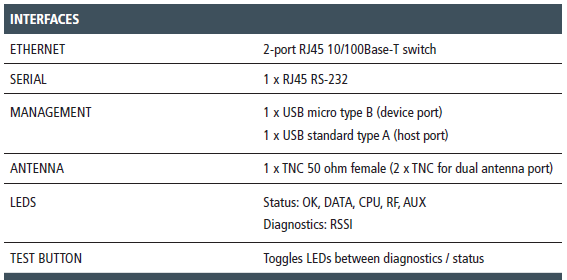 INTERFACES
ETHERNET 2-port RJ45 10/100Base-T switch
SERIAL 1 x RJ45 RS-232
MANAGEMENT 1 x USB micro type B (device port)
1 x USB standard type A (host port)
ANTENNA 1 x TNC 50 ohm female (2 x TNC for dual antenna port)
LEDS Status: OK, DATA, CPU, RF, AUX
Diagnostics: RSSI
TEST BUTTON Toggles LEDs between diagnostics / status